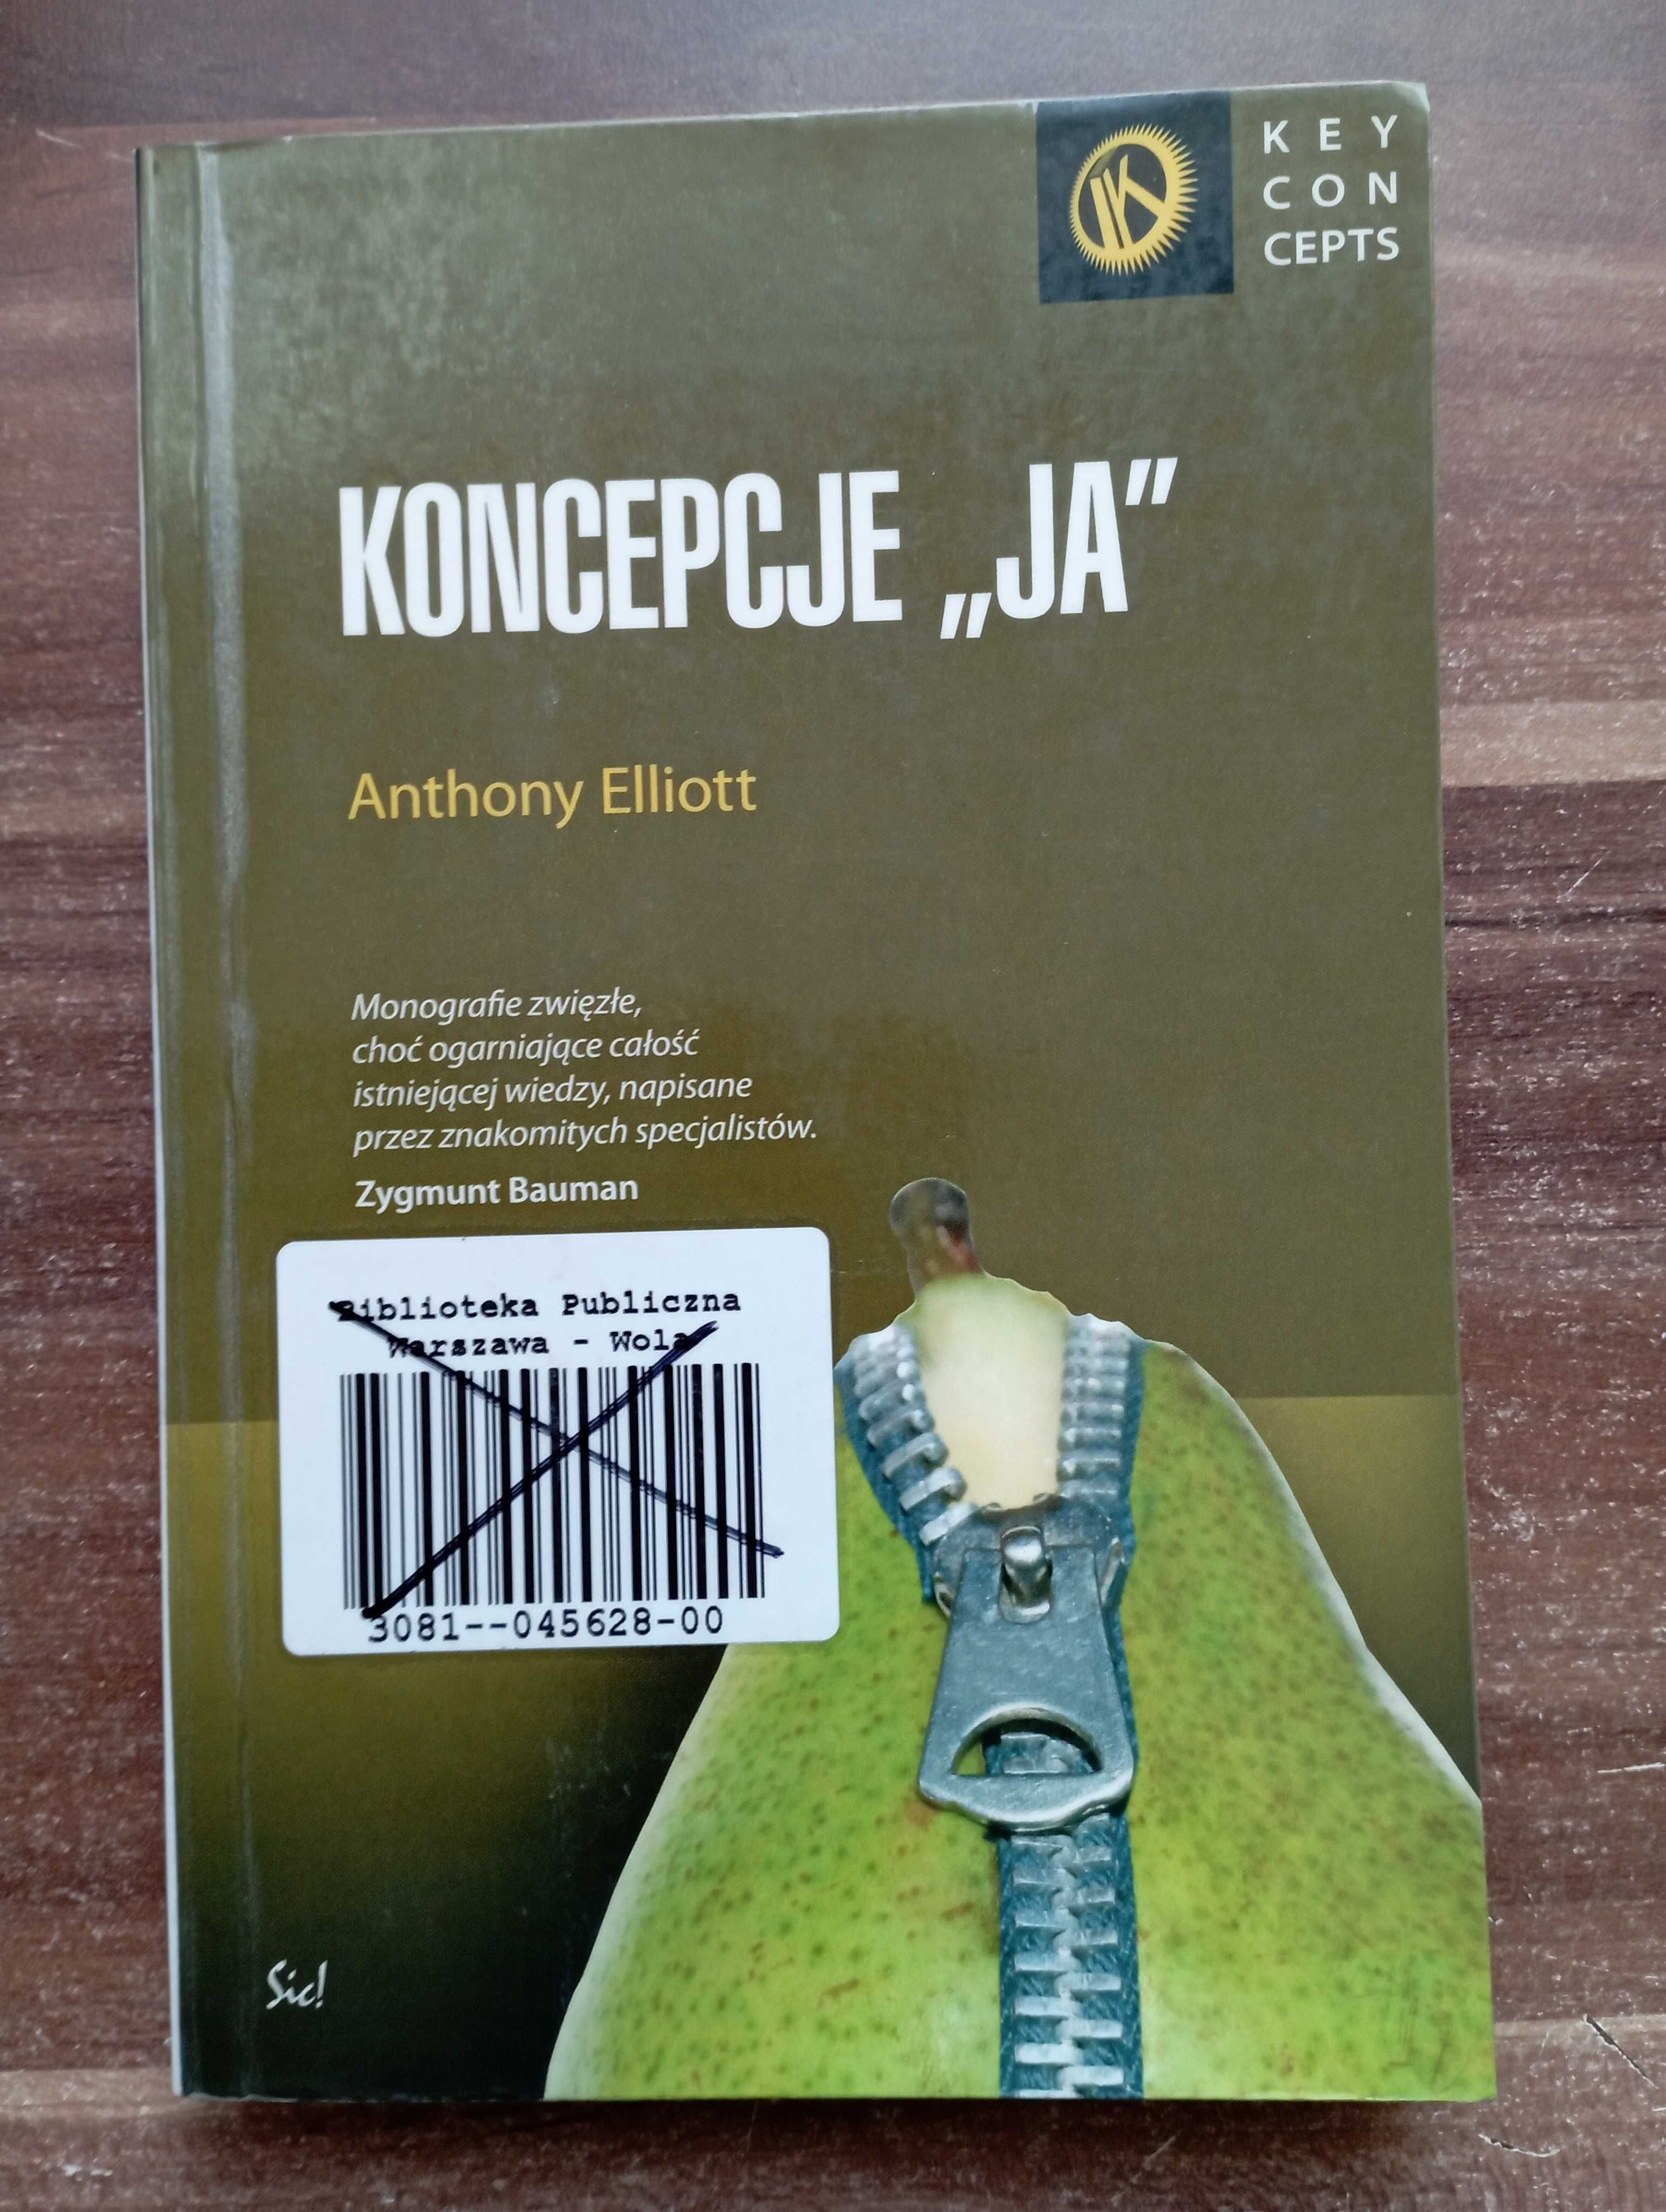 KEY
CON
CEPTS
KONCEPCJE „JA”
Anthony Elliott
Monografie zwięzłe,
choć ogarniające całość
istniejącej wiedzy, napisane
przez znakomitych specjalistów.
Zygmunt Bauman
Biblioteka Publiczna
Warszawa - Wola
3081--045628-00
Sic!